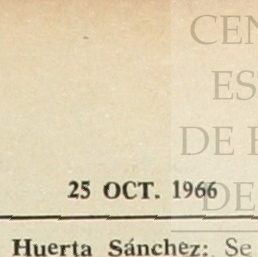 CEN
ES
DE E
DE
25 OCT. 1966
Huerta Sánchez: Se